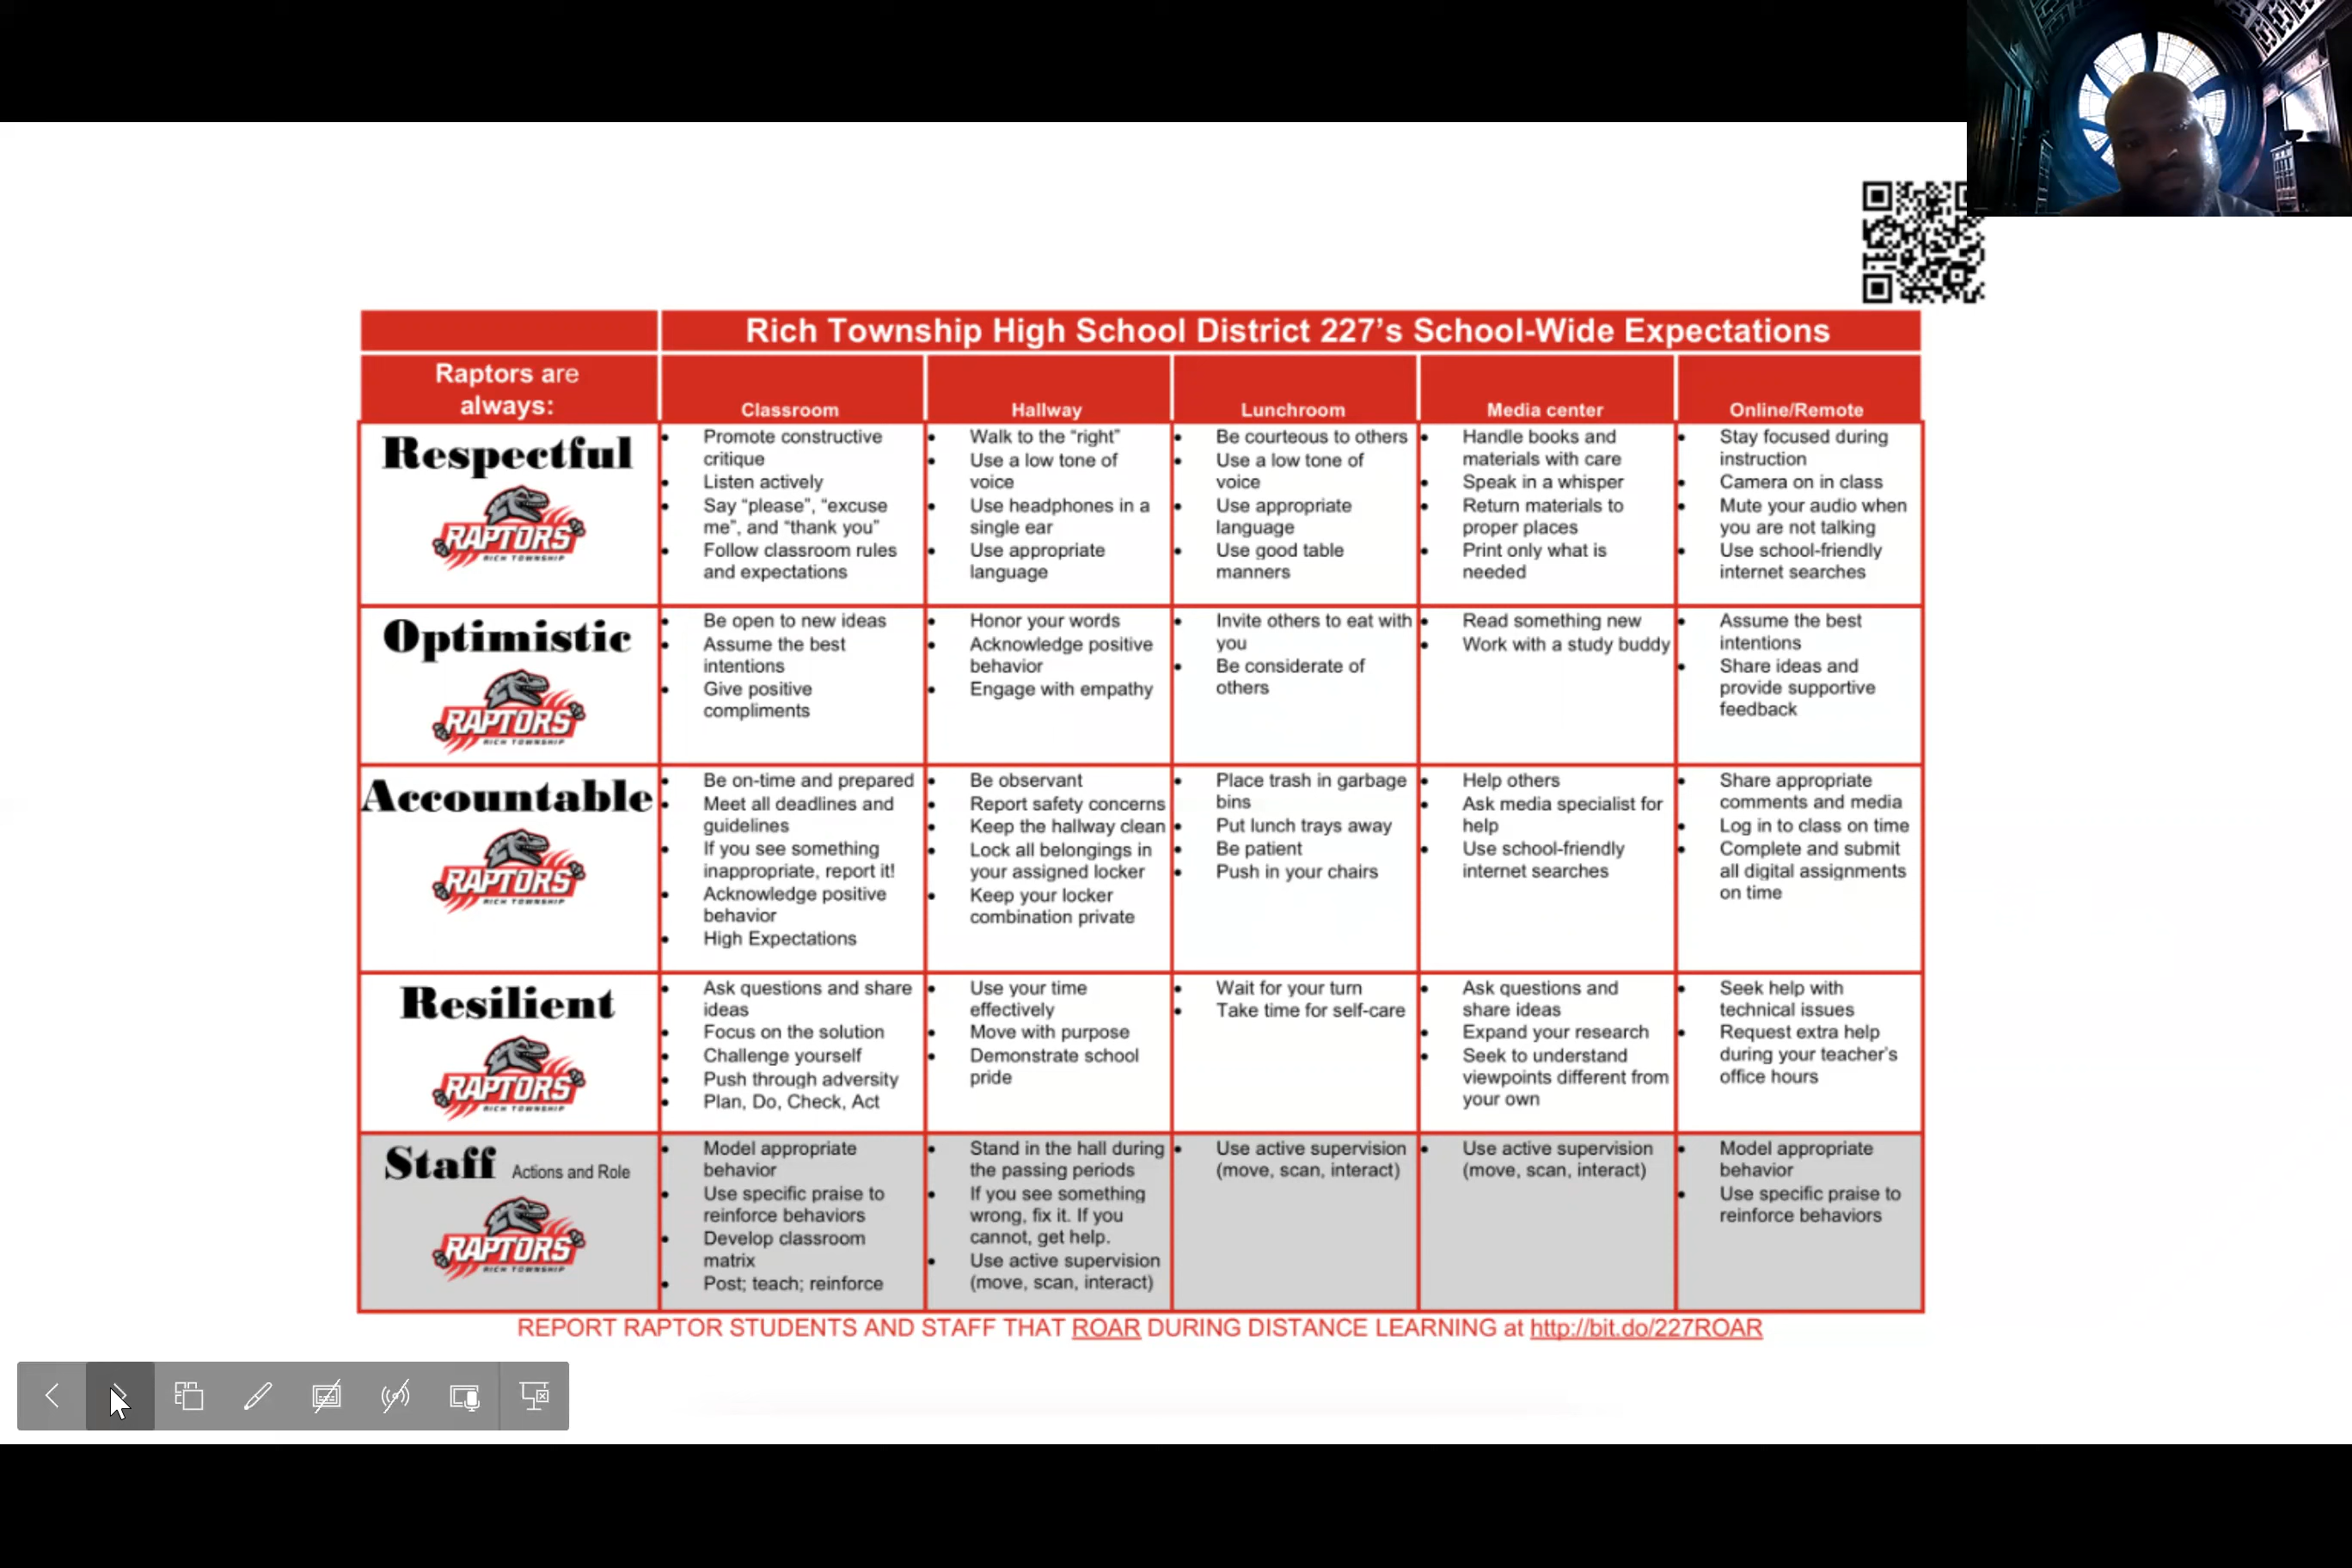 Rich Township High School District 227’s School-Wide Expectations
Raptors are
always:
Classroom
Hallway
Lunchroom
Media center
Online/Remote
Respectful
RAPTORS
RICH TOWNSHIP
• Promote constructive
critique
• Listen actively
• Say “please”, “excuse
me”, and “thank you”
• Follow classroom rules
and expectations
• Walk to the “right”
• Use a low tone of
voice
• Use headphones in a
single ear
• Use appropriate
language
• Be courteous to others
• Use a low tone of
voice
• Use appropriate
language
• Use good table
manners
• Handle books and
materials with care
• Speak in a whisper
• Return materials to
proper places
• Print only what is
needed
• Stay focused during
instruction
• Camera on in class
• Mute your audio when
you are not talking
• Use school-friendly
internet searches
Optimistic
RAPTORS
RICH TOWNSHIP
• Be open to new ideas
• Assume the best
intentions
• Give positive
compliments
• Honor your words
• Acknowledge positive
behavior
• Engage with empathy
• Invite others to eat with
you
• Be considerate of
others
• Read something new
• Work with a study buddy
• Assume the best
intentions
• Share ideas and
provide supportive
feedback
Accountable
RAPTORS
RICH TOWNSHIP
• Be on-time and prepared
• Meet all deadlines and
guidelines
• If you see something
inappropriate, report it!
• Acknowledge positive
behavior
• High Expectations
• Be observant
• Report safety concerns
• Keep the hallway clean
• Lock all belongings in
your assigned locker
• Keep your locker
combination private
• Place trash in garbage
bins
• Put lunch trays away
• Be patient
• Push in your chairs
• Help others
• Ask media specialist for
help
• Use school-friendly
internet searches
• Share appropriate
comments and media
• Log in to class on time
• Complete and submit
all digital assignments
on time
Resilient
RAPTORS
RICH TOWNSHIP
• Ask questions and share
ideas
• Focus on the solution
• Challenge yourself
• Push through adversity
• Plan, Do, Check, Act
• Use your time
effectively
• Move with purpose
• Demonstrate school
pride
• Wait for your turn
• Take time for self-care
• Ask questions and
share ideas
• Expand your research
• Seek to understand
viewpoints different from
your own
• Seek help with
technical issues
• Request extra help
during your teacher’s
office hours
Staff Actions and Role
RAPTORS
RICH TOWNSHIP
• Model appropriate
behavior
• Use specific praise to
reinforce behaviors
• Develop classroom
matrix
• Post; teach; reinforce
• Stand in the hall during
the passing periods
• If you see something
wrong, fix it. If you
cannot, get help.
• Use active supervision
(move, scan, interact)
• Use active supervision
(move, scan, interact)
• Use active supervision
(move, scan, interact)
• Model appropriate
behavior
• Use specific praise to
reinforce behaviors
REPORT RAPTOR STUDENTS AND STAFF THAT ROAR DURING DISTANCE LEARNING at http://bit.do/227ROAR